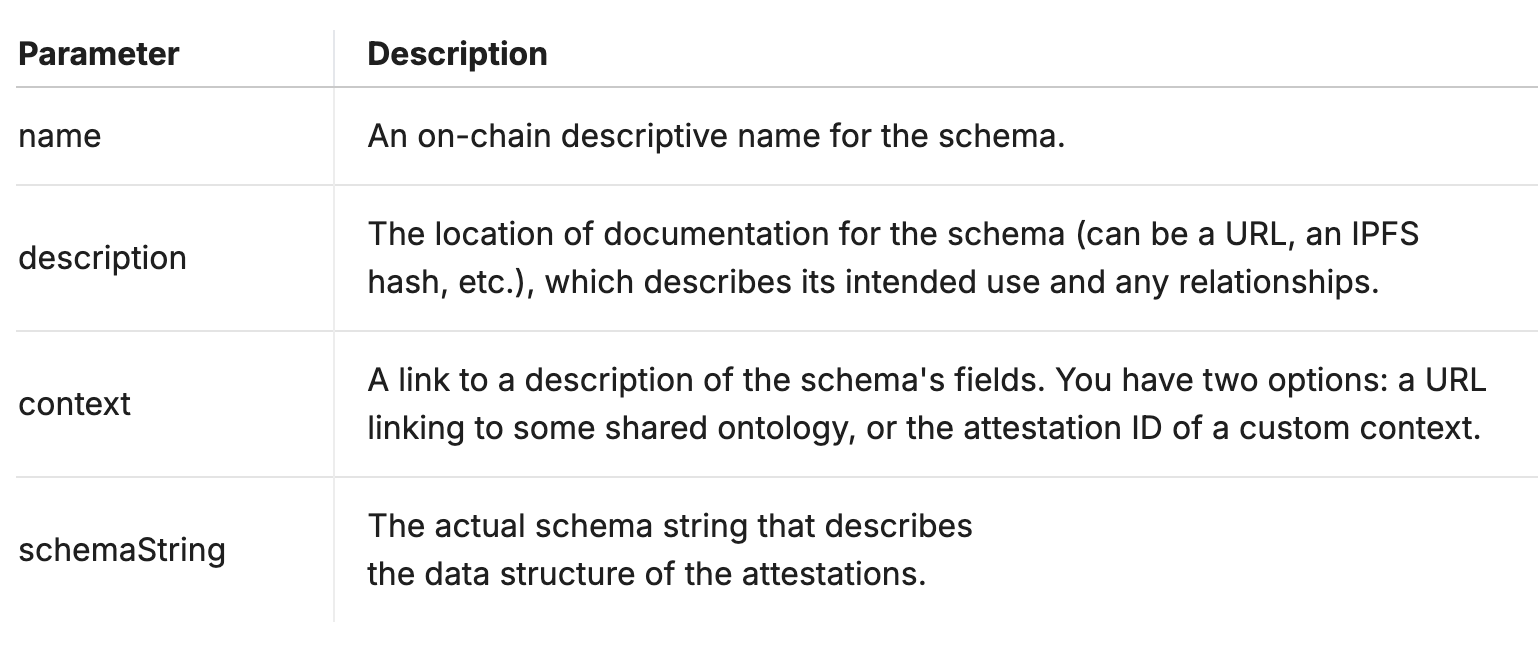 Parameter Description
name An on-chain descriptive name for the schema.
description The location of documentation for the schema (can be a URL, an IPFS
hash, etc.), which describes its intended use and any relationships.
context A link to a description of the schema's fields. You have two options: a URL
linking to some shared ontology, or the attestation ID of a custom context.
schemaString The actual schema string that describes
the data structure of the attestations.